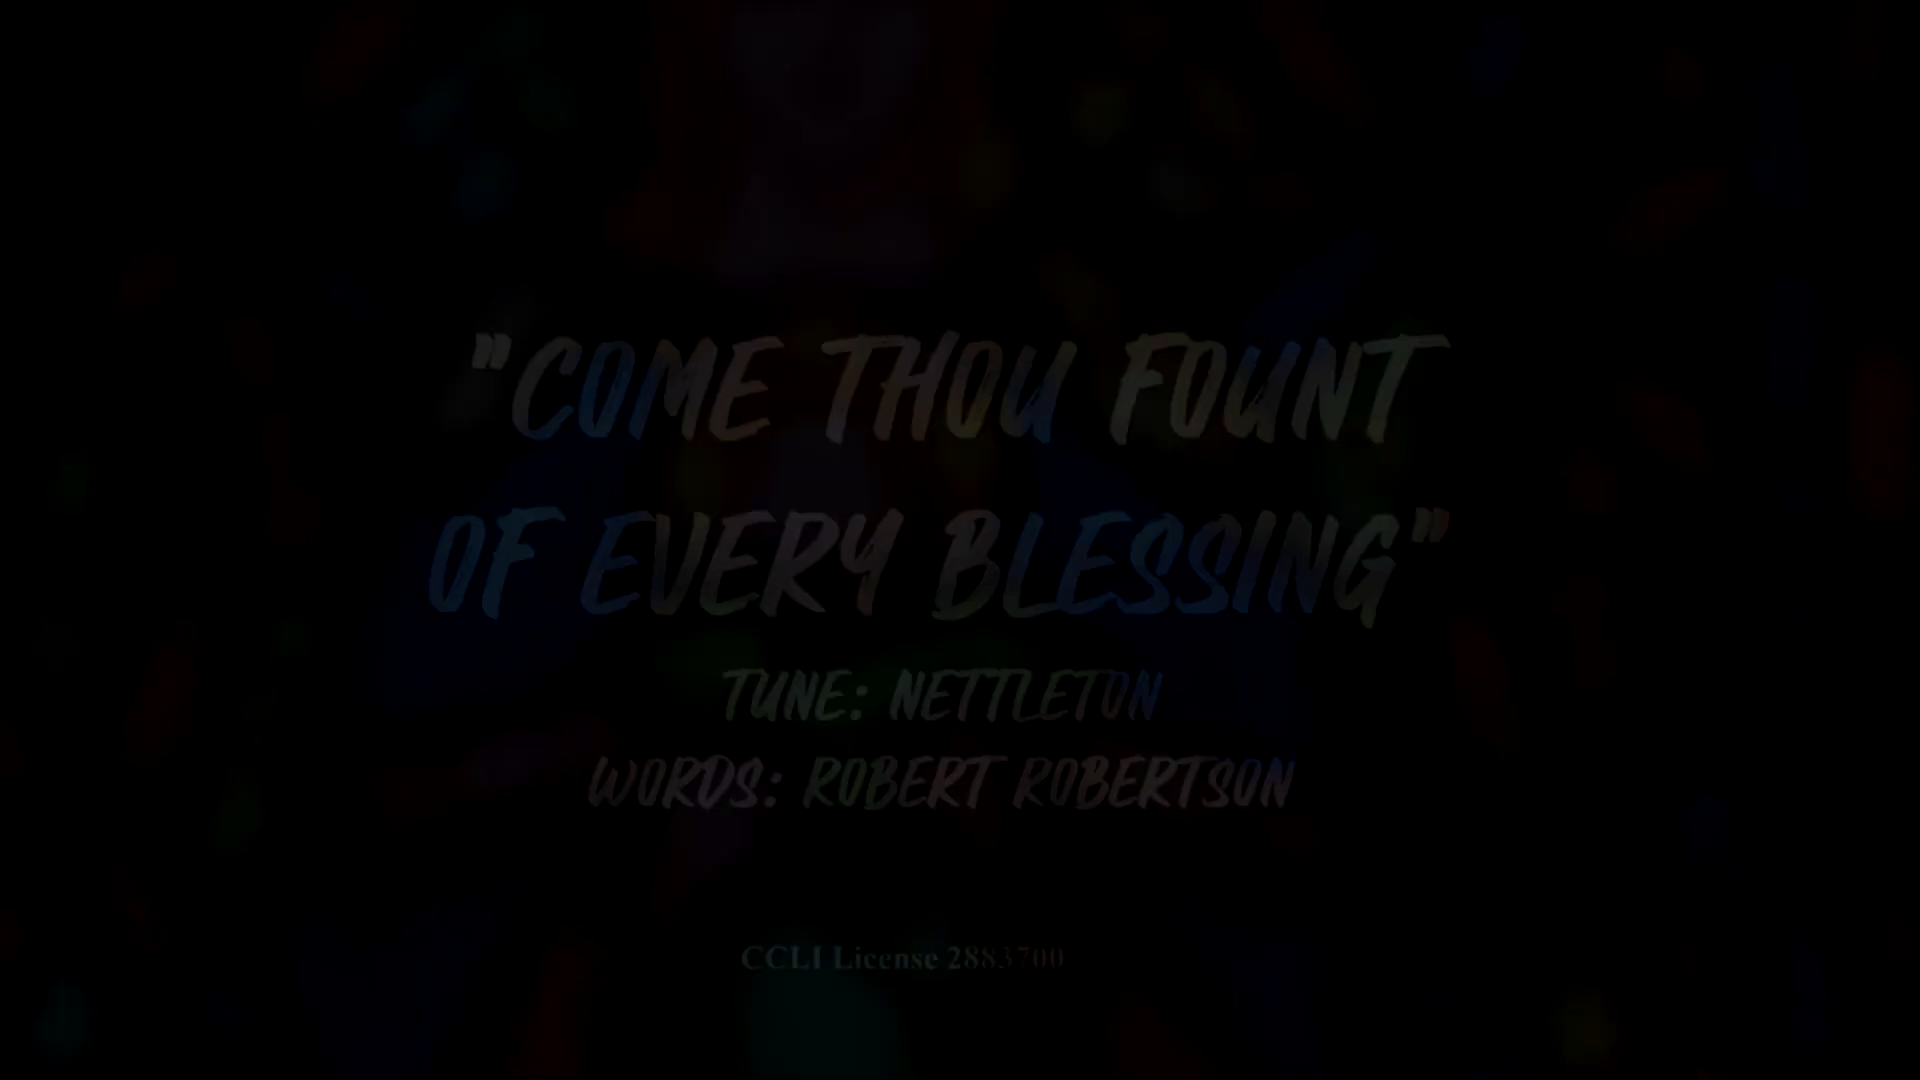 "COME THOU FOUNT
OF EVERY BLESSING"
TUNE: NETTLETON
WORDS: ROBERT ROBERTSON
CCLI License 2883700